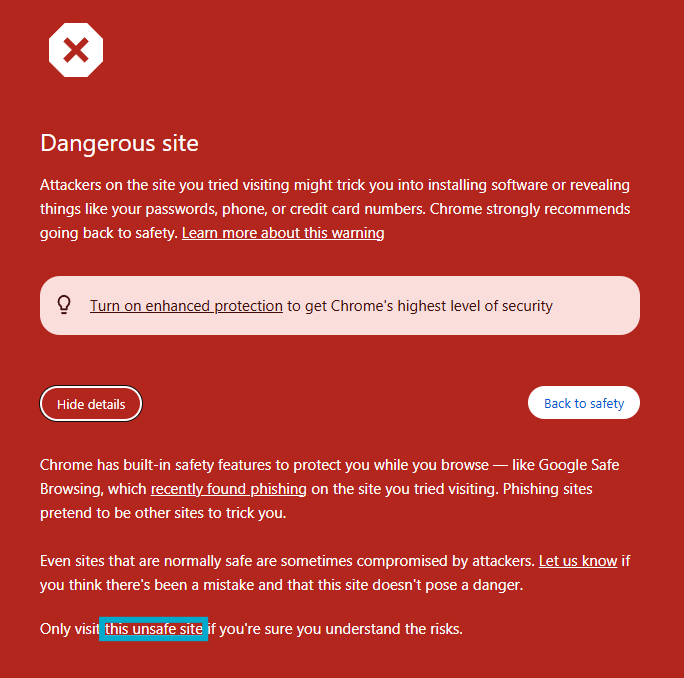 Dangerous site
Attackers on the site you tried visiting might trick you into installing software or revealing
things like your passwords, phone, or credit card numbers. Chrome strongly recommends
going back to safety. Learn more about this warning
Turn on enhanced protection to get Chrome's highest level of security
Hide details
Back to safety
Chrome has built-in safety features to protect you while you browse — like Google Safe
Browsing, which recently found phishing on the site you tried visiting. Phishing sites
pretend to be other sites to trick you.
Even sites that are normally safe are sometimes compromised by attackers. Let us know if
you think there's been a mistake and that this site doesn't pose a danger.
Only visit this unsafe site if you're sure you understand the risks.